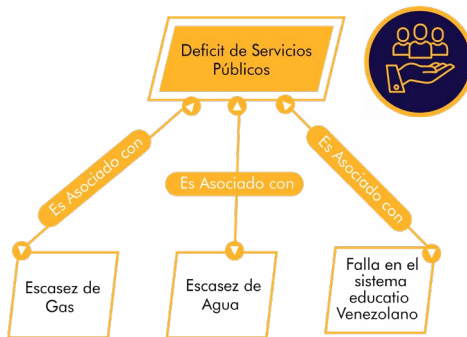 Deficit de Servicios
Públicos
Es Asociado con
Es Asociado con
Es Asociado con
Escasez de
Gas
Escasez de
Agua
Falla en el
sistema
educatio
Venezolano